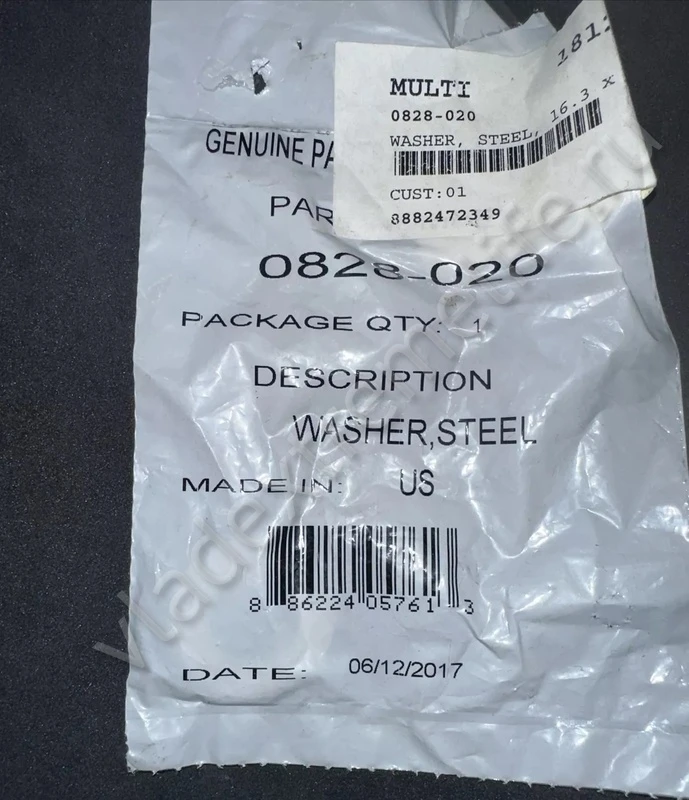 181
MULTI
0828-020
WASHER, STEEL, 16.3 x
CUST:01
8882472349
GENUINE PA
PAR
0828-020
PACKAGE QTY: 1
DESCRIPTION
WASHER,STEEL
MADE IN: US
8 86224 05761 3
DATE: 06/12/2017